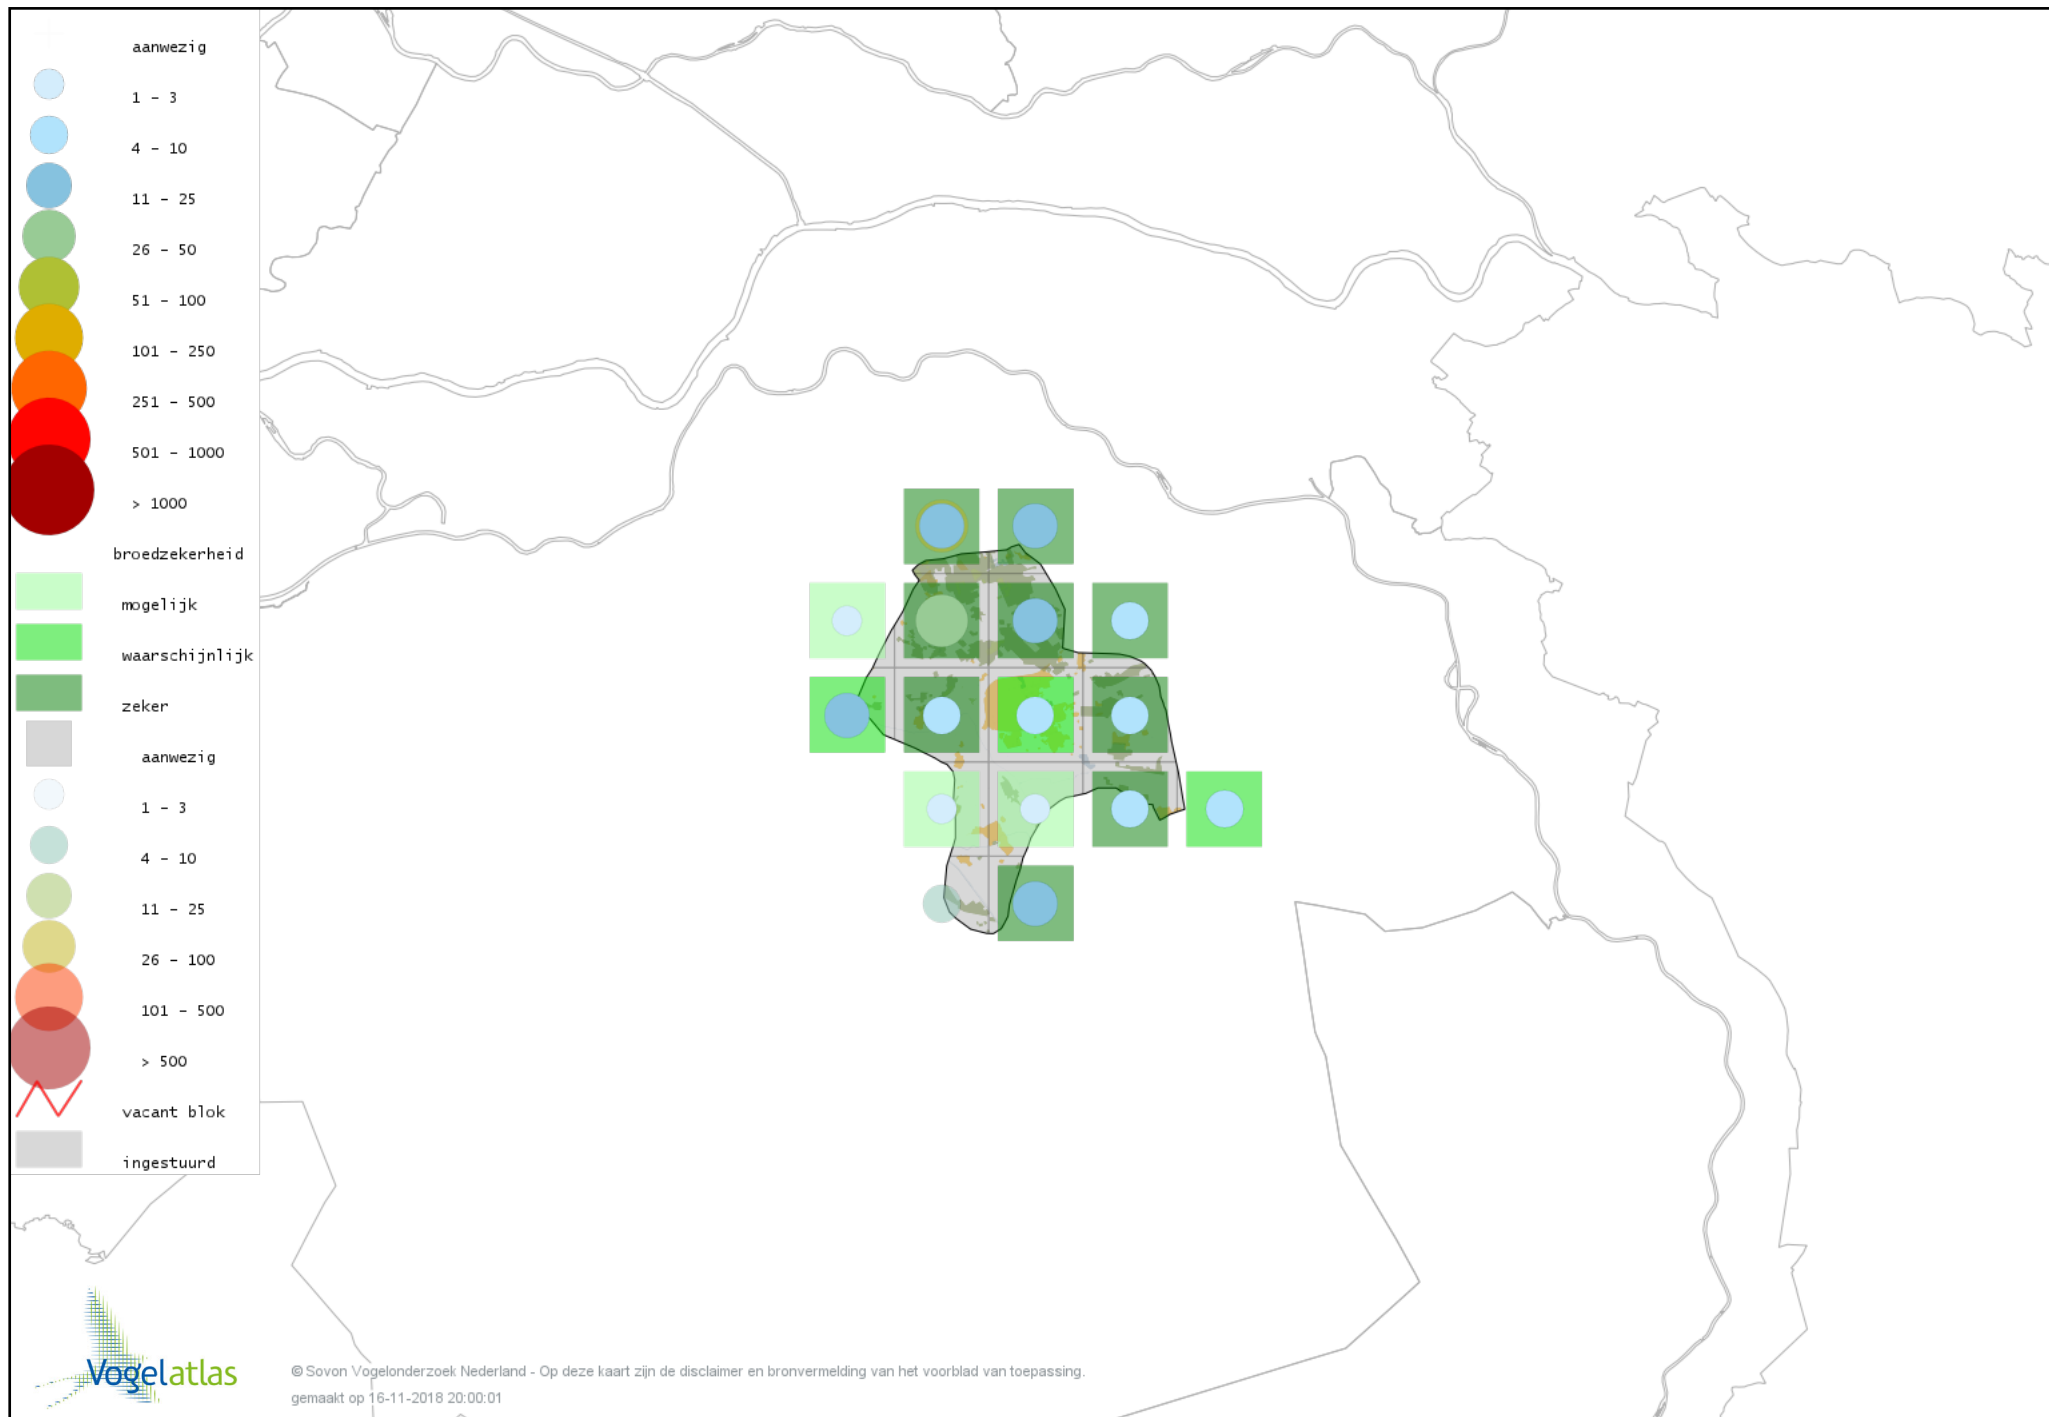 aanwezig
1 - 3
4 - 10
11 - 25
26 - 50
51 - 100
101 - 250
251 - 500
501 - 1000
> 1000
broedzekerheid
mogelijk
waarschijnlijk
zeker
aanwezig
1 - 3
4 - 10
11 - 25
26 - 100
101 - 500
> 500
vacant blok
ingestuurd
Vogelatlas
© Sovon Vogelonderzoek Nederland - Op deze kaart zijn de disclaimer en bronvermelding van het voorblad van toepassing.
gemaakt op 16-11-2018 20:00:01